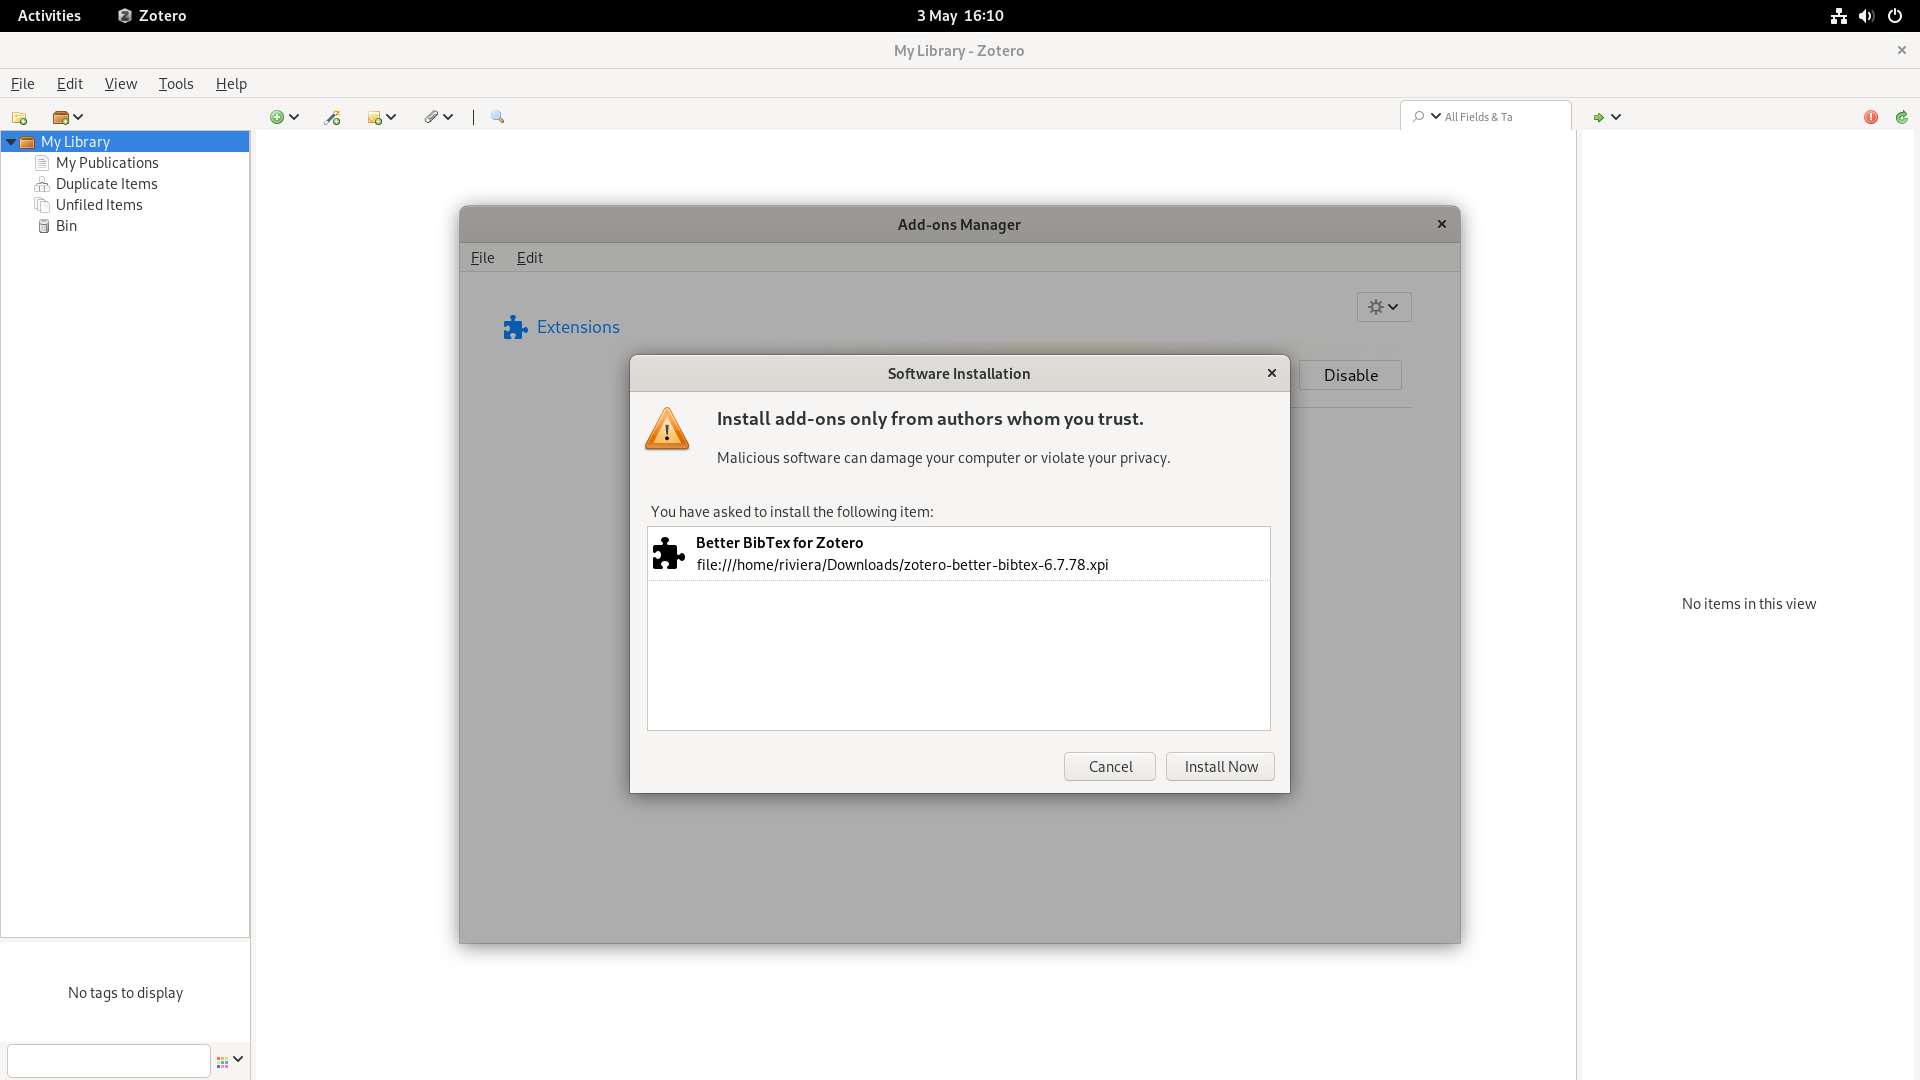 Activities Zotero 3 May 16:10
My Library - Zotero
File Edit View Tools Help
All Fields & Ta
My Library
My Publications
Duplicate Items
Unfiled Items
Bin
Add-ons Manager
File Edit
Extensions
Disable
Software Installation
Install add-ons only from authors whom you trust.
Malicious software can damage your computer or violate your privacy.
You have asked to install the following item:
Better BibTex for Zotero
file:///home/riviera/Downloads/zotero-better-bibtex-6.7.78.xpi
Cancel Install Now
No items in this view
No tags to display